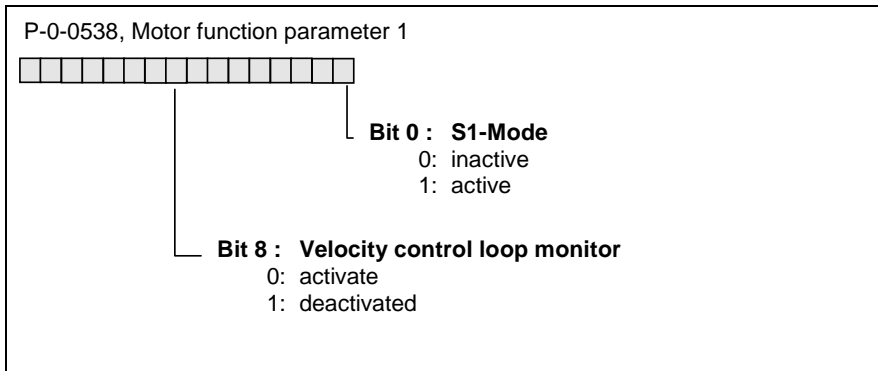 P-0-0538, Motor function parameter 1
Bit 0 : S1-Mode
0: inactive
1: active
Bit 8 : Velocity control loop monitor
0: activate
1: deactivated